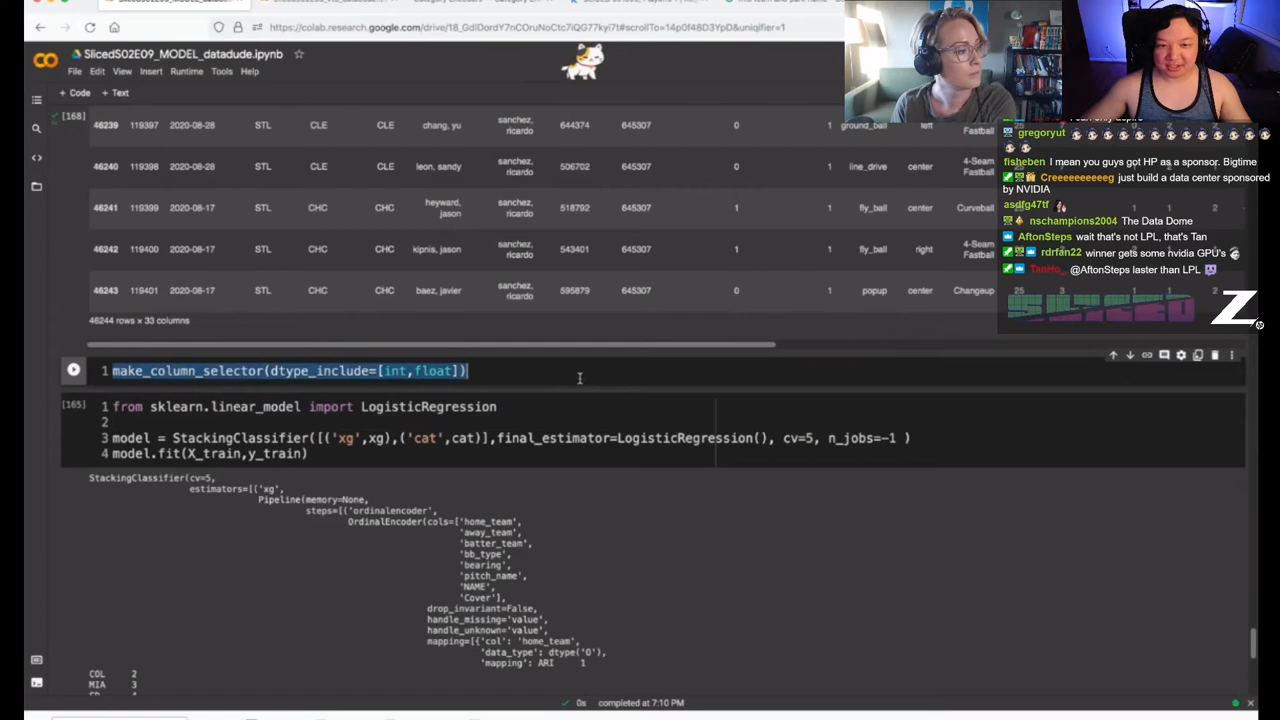 https://colab.research.google.com/drive/18_GdlDordY7nCOruNoCtc7iQG77kyi7t#scrollTo=14p0f48D3YpD&uniqifier=1
SlicedS02E09_MODEL_datadude.ipynb
File Edit View Insert Runtime Tools Help
+ Code + Text
[168]
46239 119397 2020-08-28 STL CLE CLE chang, yu sanchez, ricardo 644374 645307 0 1 ground_ball left 4-Seam Fastball
46240 119398 2020-08-28 STL CLE CLE leon, sandy sanchez, ricardo 506702 645307 0 1 line_drive center 4-Seam Fastball
46241 119399 2020-08-17 STL CHC CHC heyward, jason sanchez, ricardo 518792 645307 1 1 fly_ball center Curveball
46242 119400 2020-08-17 STL CHC CHC kipnis, jason sanchez, ricardo 543401 645307 1 1 fly_ball right 4-Seam Fastball
46243 119401 2020-08-17 STL CHC CHC baez, javier sanchez, ricardo 595879 645307 0 1 popup center Changeup
46244 rows × 33 columns
1 make_column_selector(dtype_include=[int,float])
[165]
1 from sklearn.linear_model import LogisticRegression
2
3 model = StackingClassifier([('xg',xg),('cat',cat)],final_estimator=LogisticRegression(), cv=5, n_jobs=-1 )
4 model.fit(X_train,y_train)
StackingClassifier(cv=5,
estimators=[('xg',
Pipeline(memory=None,
steps=[('ordinalencoder',
OrdinalEncoder(cols=['home_team',
'away_team',
'batter_team',
'bb_type',
'bearing',
'pitch_name',
'NAME',
'Cover'],
drop_invariant=False,
handle_missing='value',
handle_unknown='value',
mapping=[{'col': 'home_team',
'data_type': dtype('O'),
'mapping': ARI 1
COL 2
MIA 3
0s completed at 7:10 PM
gregoryut
fisheben I mean you guys got HP as a sponsor. Bigtime
Creeeeeeeeeg just build a data center sponsored
by NVIDIA
asdfg47tf
nschampions2004 The Data Dome
AftonSteps wait that's not LPL, that's Tan
rdrfan22 winner gets some nvidia GPU's
TanHo_ @AftonSteps laster than LPL
SLICED Z